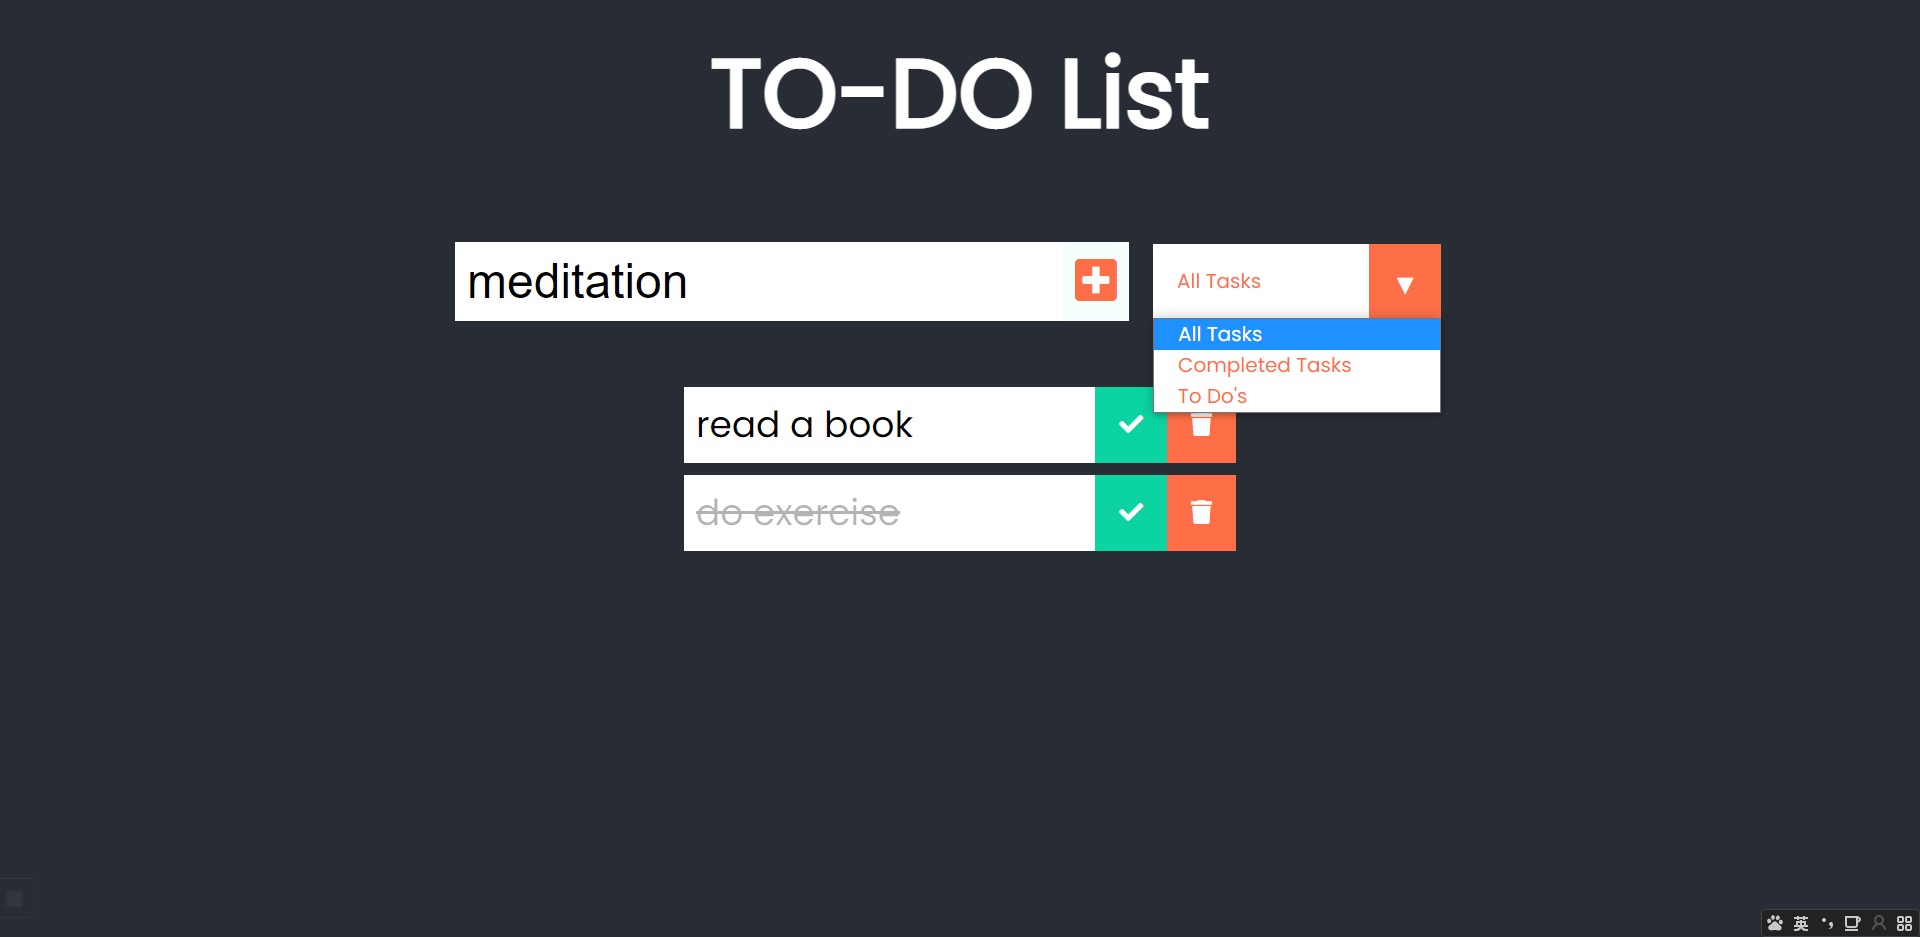 TO-DO List
meditation
All Tasks
All Tasks
Completed Tasks
To Do's
read a book
do exercise
英